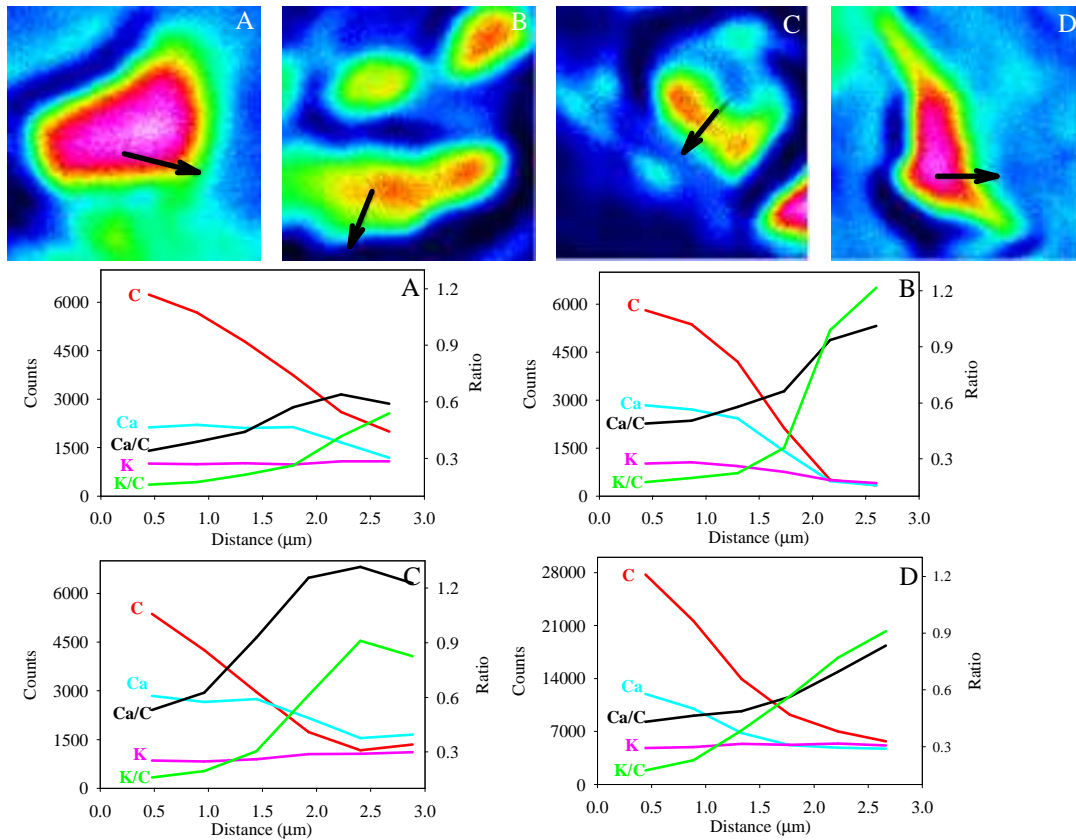 A
B
C
D
A
C
Ca
Ca/C
K
K/C
6000
4500
3000
1500
0
1.2
0.9
0.6
0.3
Counts
Ratio
0.0 0.5 1.0 1.5 2.0 2.5 3.0
Distance (μm)
B
C
Ca
Ca/C
K
K/C
6000
4500
3000
1500
0
1.2
0.9
0.6
0.3
Counts
Ratio
0.0 0.5 1.0 1.5 2.0 2.5 3.0
Distance (μm)
C
C
Ca
Ca/C
K
K/C
6000
4500
3000
1500
0
1.2
0.9
0.6
0.3
Counts
Ratio
0.0 0.5 1.0 1.5 2.0 2.5 3.0
Distance (μm)
D
C
Ca
Ca/C
K
K/C
28000
21000
14000
7000
0
1.2
0.9
0.6
0.3
Counts
Ratio
0.0 0.5 1.0 1.5 2.0 2.5 3.0
Distance (μm)